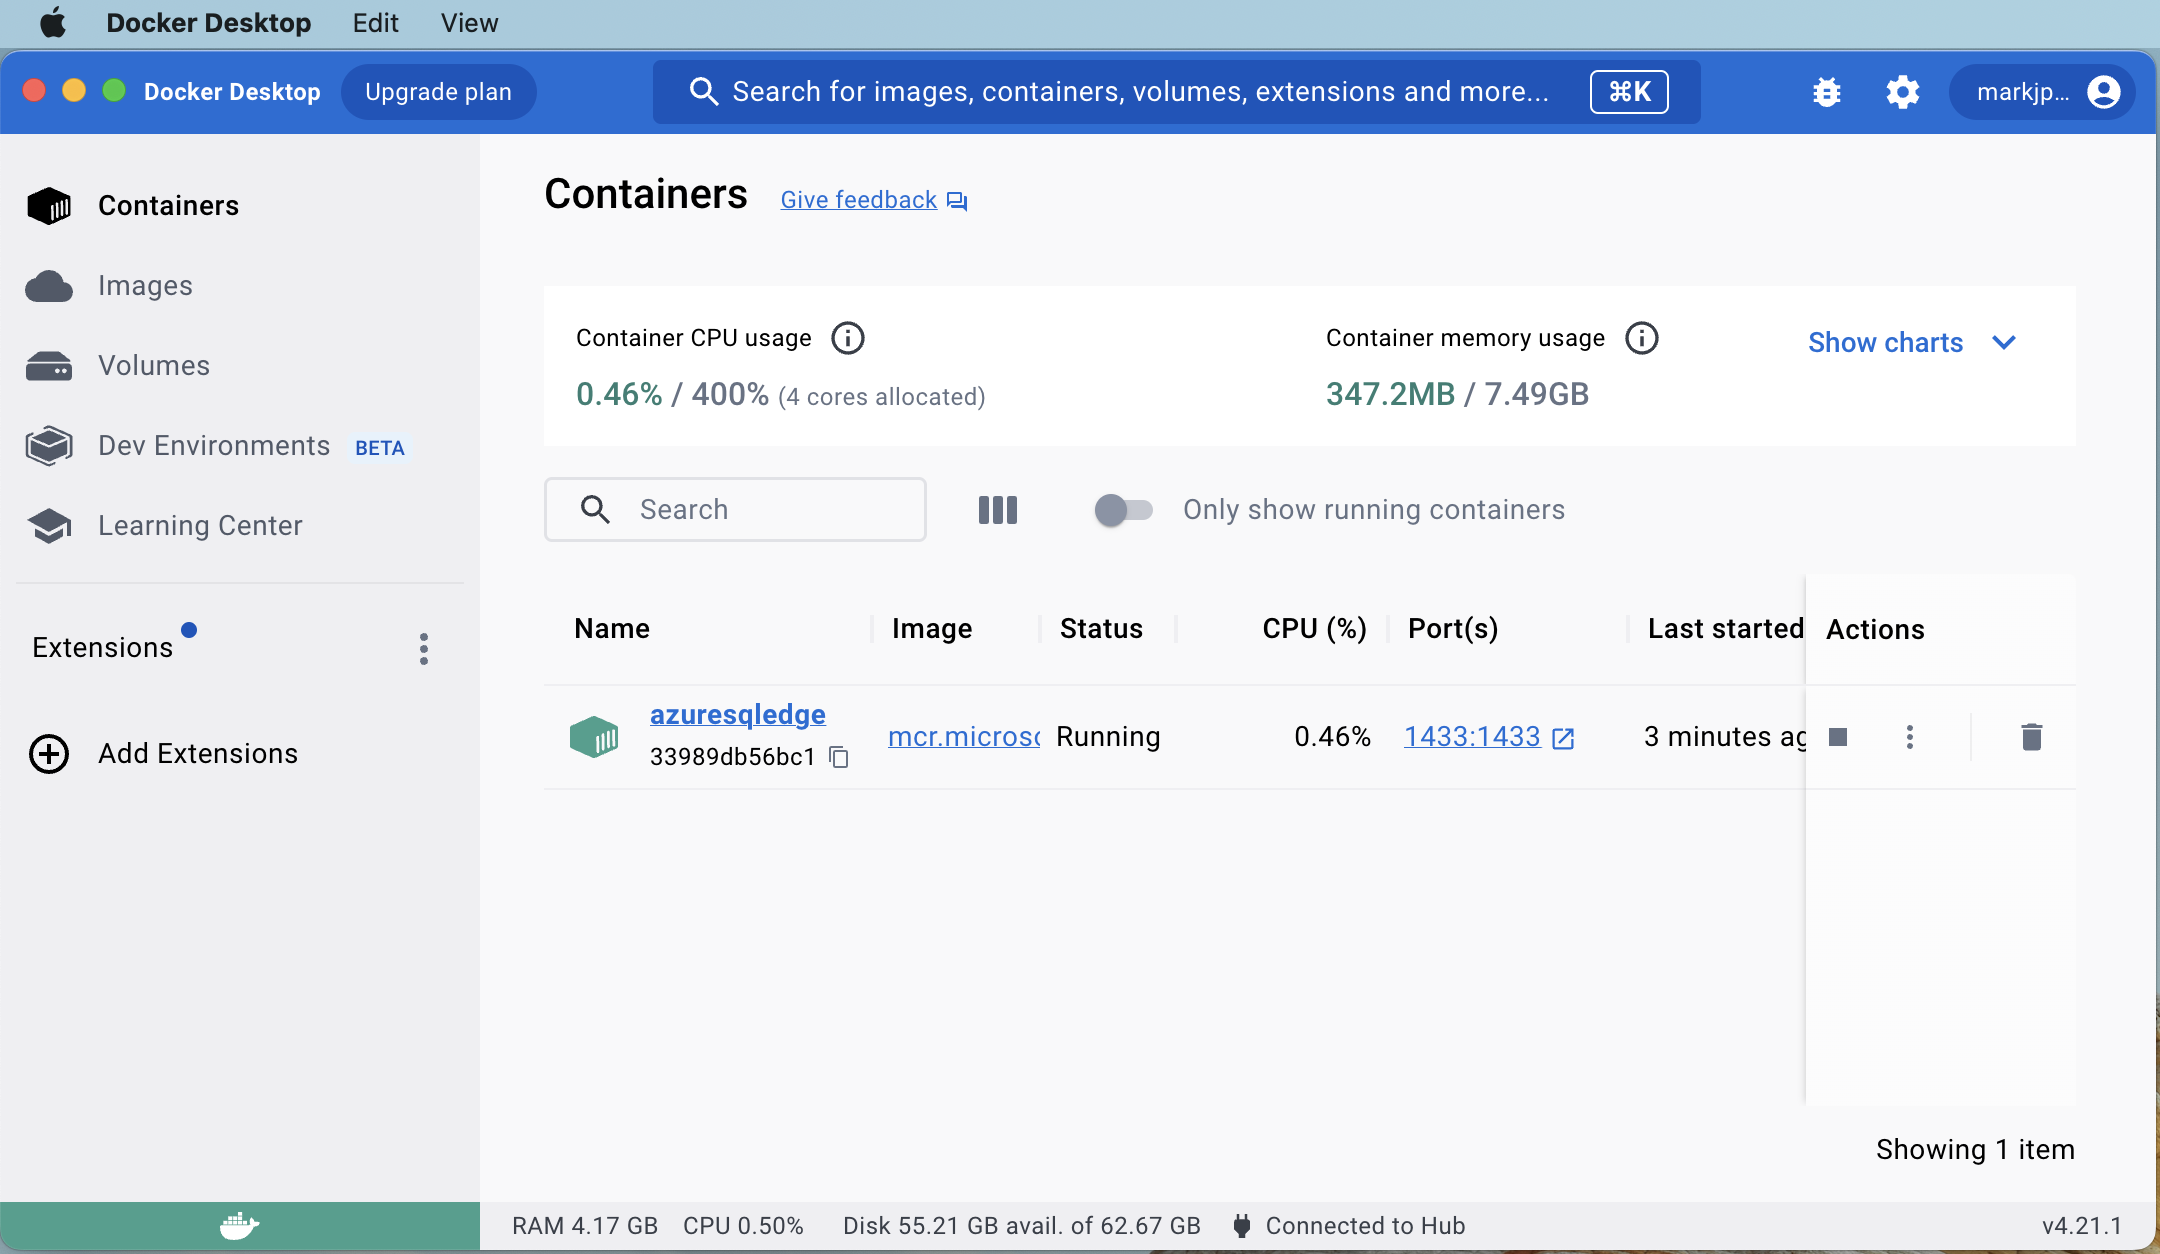 Docker Desktop Edit View
Docker Desktop Upgrade plan Search for images, containers, volumes, extensions and more... ⌘K markjp...
Containers
Images
Volumes
Dev Environments BETA
Learning Center
Extensions
Add Extensions
Containers Give feedback
Container CPU usage
0.46% / 400% (4 cores allocated)
Container memory usage
347.2MB / 7.49GB
Show charts
Search
Only show running containers
Name Image Status CPU (%) Port(s) Last started Actions
azuresqledge
33989db56bc1
mcr.microso Running 0.46% 1433:1433 3 minutes ag
Showing 1 item
RAM 4.17 GB CPU 0.50% Disk 55.21 GB avail. of 62.67 GB Connected to Hub v4.21.1